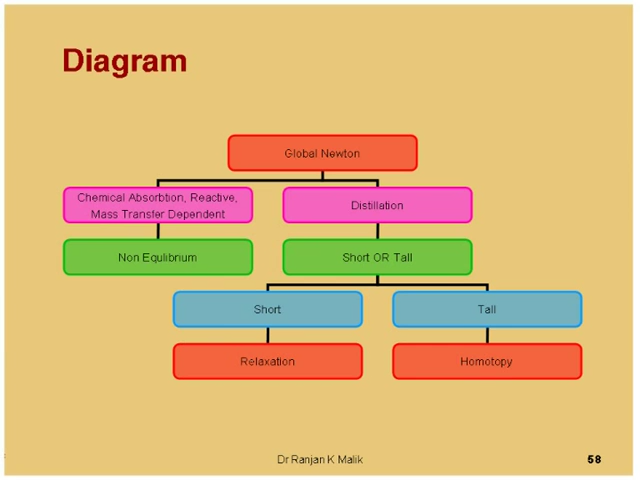 Diagram
Global Newton
Chemical Absorbtion, Reactive,
Mass Transfer Dependent
Distillation
Non Equlibrium
Short OR Tall
Short
Tall
Relaxation
Homotopy
Dr Ranjan K Malik
58